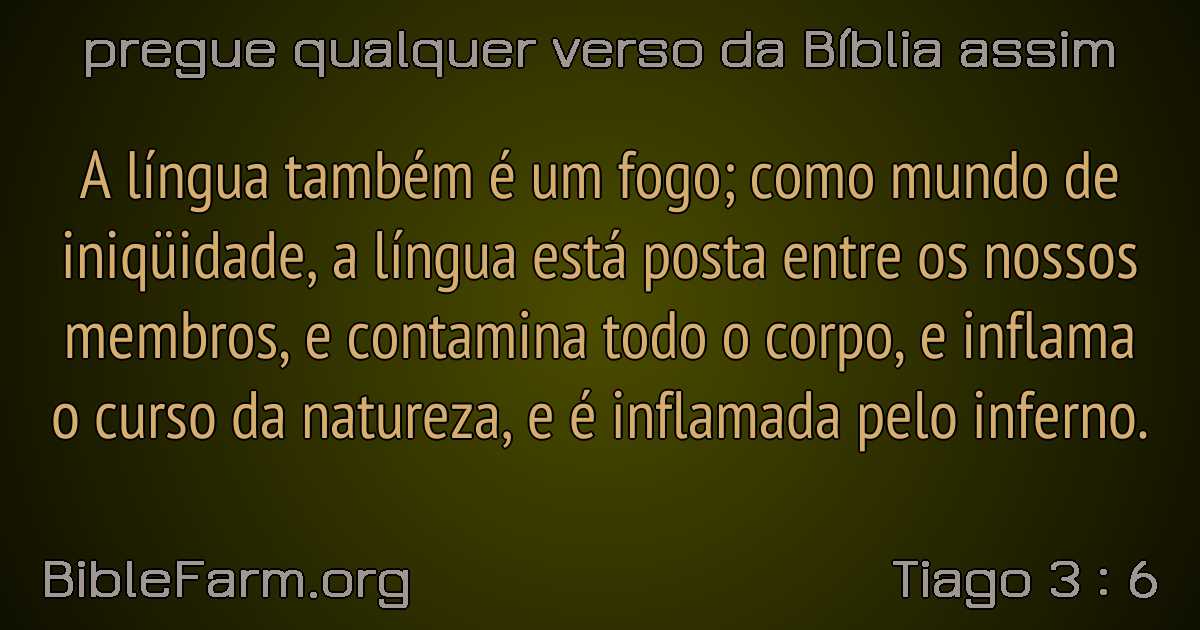 pregue qualquer verso da Bíblia assim
A língua também é um fogo; como mundo de
iniqüidade, a língua está posta entre os nossos
membros, e contamina todo o corpo, e inflama
o curso da natureza, e é inflamada pelo inferno.
BibleFarm.org
Tiago 3 : 6